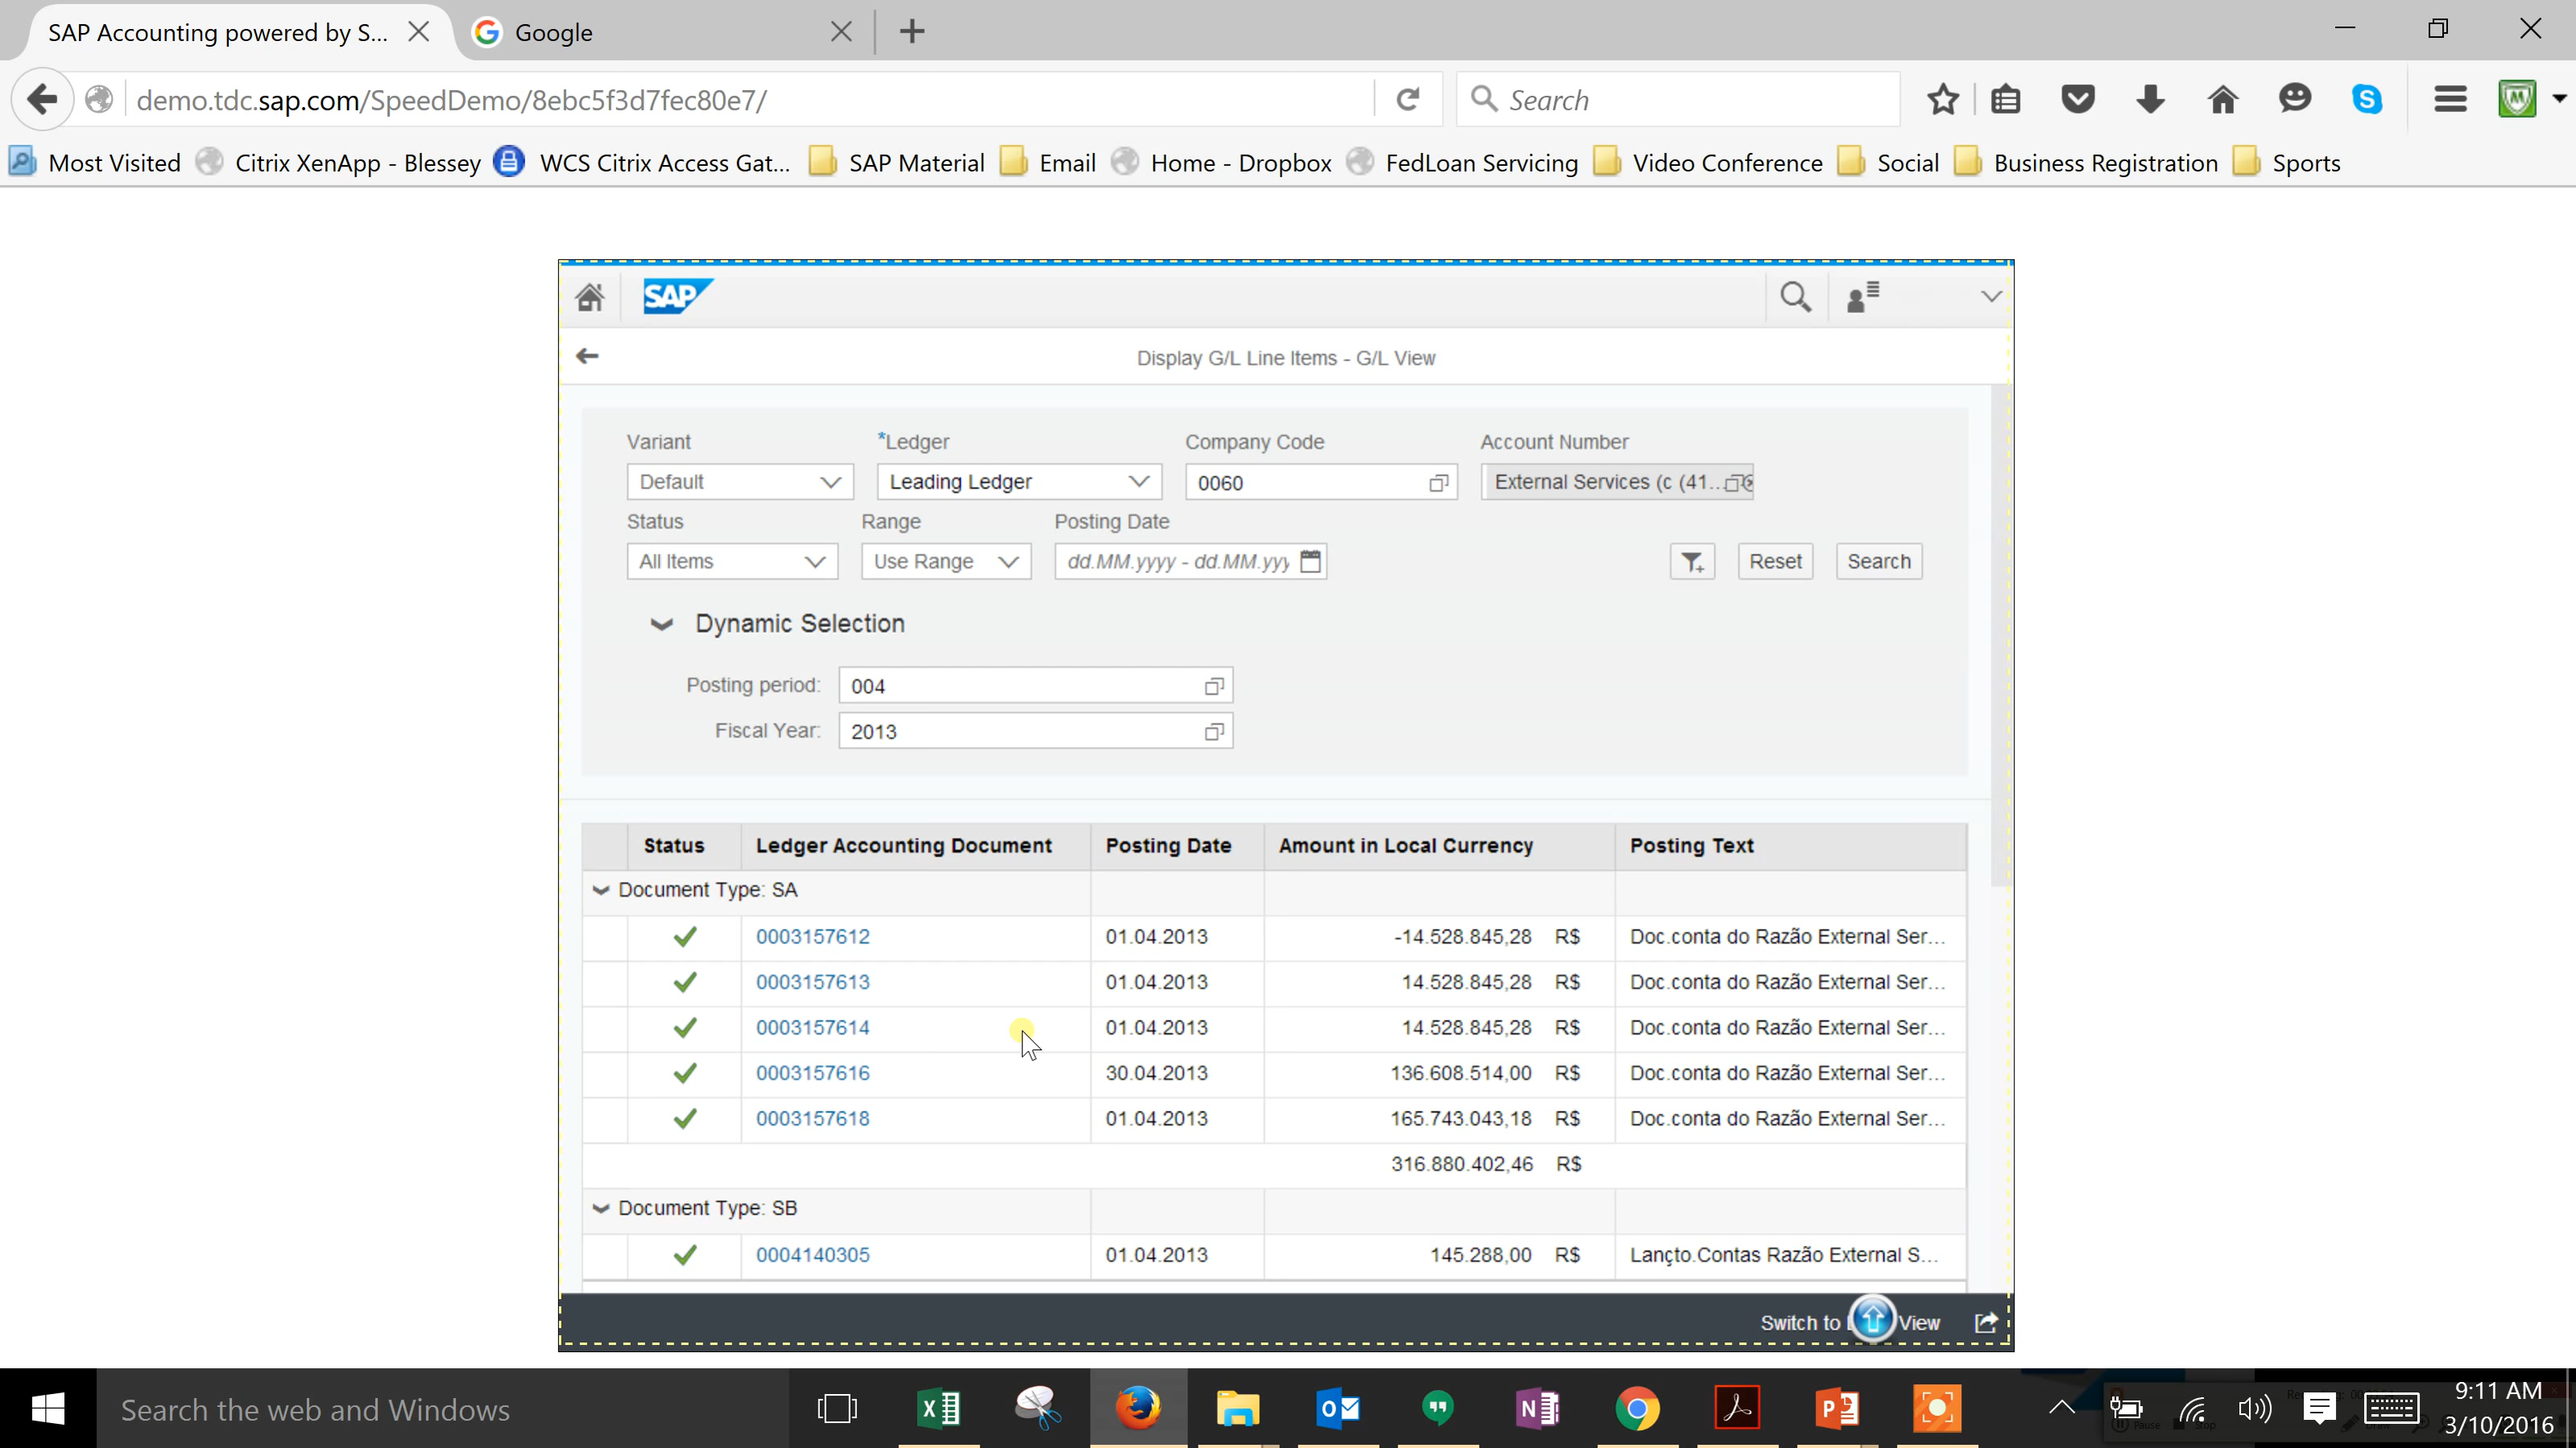 SAP Accounting powered by S...
Google
demo.tdc.sap.com/SpeedDemo/8ebc5f3d7fec80e7/
Search
Most Visited Citrix XenApp - Blessey WCS Citrix Access Gat... SAP Material Email Home - Dropbox FedLoan Servicing Video Conference Social Business Registration Sports
SAP
Display G/L Line Items - G/L View
Variant *Ledger Company Code Account Number
Default Leading Ledger 0060 External Services (c (41...
Status Range Posting Date
All Items Use Range dd.MM.yyyy - dd.MM.yyy Reset Search
Dynamic Selection
Posting period: 004
Fiscal Year: 2013
Status Ledger Accounting Document Posting Date Amount in Local Currency Posting Text
Document Type: SA
0003157612 01.04.2013 -14.528.845,28 R$ Doc.conta do Razão External Ser...
0003157613 01.04.2013 14.528.845,28 R$ Doc.conta do Razão External Ser...
0003157614 01.04.2013 14.528.845,28 R$ Doc.conta do Razão External Ser...
0003157616 30.04.2013 136.608.514,00 R$ Doc.conta do Razão External Ser...
0003157618 01.04.2013 165.743.043,18 R$ Doc.conta do Razão External Ser...
316.880.402,46 R$
Document Type: SB
0004140305 01.04.2013 145.288,00 R$ Lançto.Contas Razão External S...
Switch to View
Search the web and Windows
9:11 AM
3/10/2016